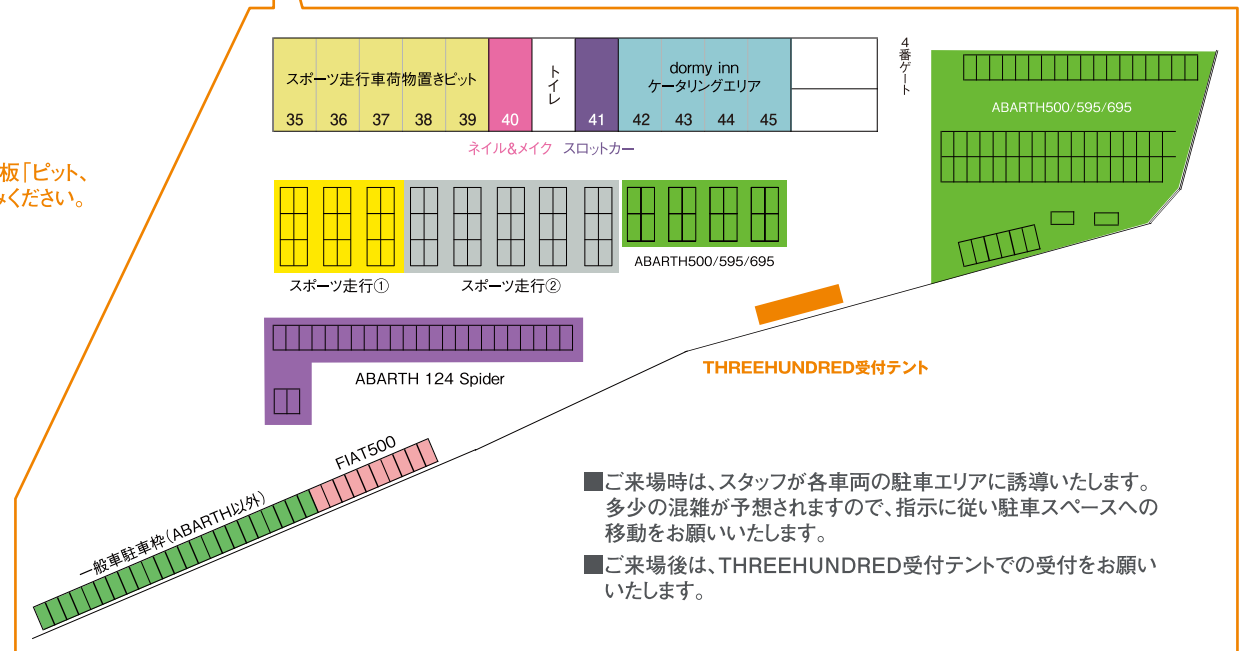 スポーツ走行車荷物置きピット
35 36 37 38 39
40
トイレ
41
dormy inn
ケータリングエリア
42 43 44 45
4番ゲート
ABARTH500/595/695
ネイル&メイク スロットカー
板「ピット、
みください。
スポーツ走行①
スポーツ走行②
ABARTH500/595/695
ABARTH 124 Spider
THREEHUNDRED受付テント
FIAT500
一般車駐車枠(ABARTH以外)
■ご来場時は、スタッフが各車両の駐車エリアに誘導いたします。
多少の混雑が予想されますので、指示に従い駐車スペースへの
移動をお願いいたします。
■ご来場後は、THREEHUNDRED受付テントでの受付をお願い
いたします。